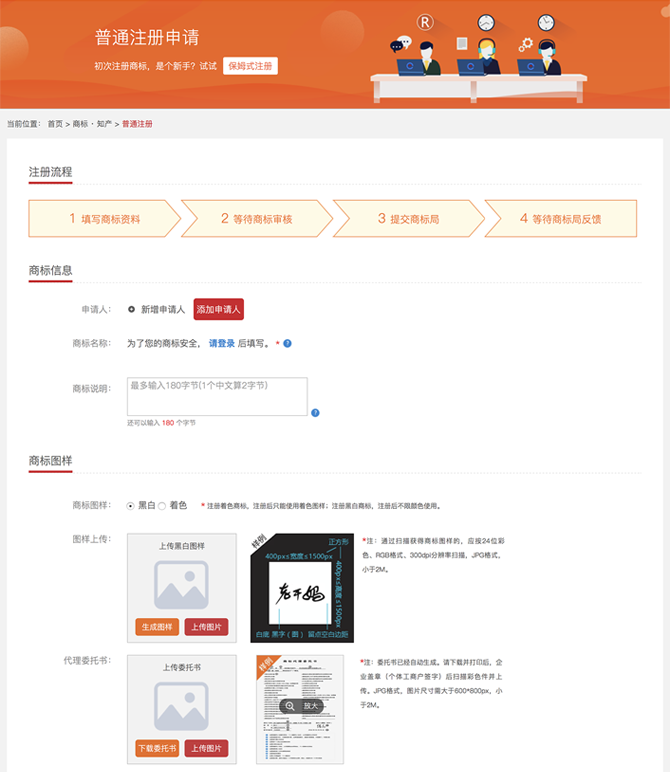 普通注册申请
®
初次注册商标，是个新手？试试 保姆式注册
当前位置： 首页 > 商标 · 知产 > 普通注册
注册流程
1 填写商标资料
2 等待商标审核
3 提交商标局
4 等待商标局反馈
商标信息
申请人： 新增申请人 添加申请人
商标名称： 为了您的商标安全， 请登录 后填写。 * ?
商标说明： 最多输入180字节(1个中文算2字节)
?
还可以输入 180 个字节
商标图样
商标图样： 黑白 着色 * 注册着色商标，注册后只能使用着色图样；注册黑白商标，注册后不限颜色使用。
图样上传：
上传黑白图样
生成图样 上传图片
样例
正方形
400px≤宽度≤1500px
400px≤高度≤1500px
老干妈
白底 黑字（图） 留点空白边距
*注：通过扫描获得商标图样的，应按24位彩
色、RGB格式、300dpi分辨率扫描，JPG格式，
小于2M。
代理委托书：
上传委托书
下载委托书 上传图片
样例
商标代理委托书
放大
*注：委托书已经自动生成。请下载并打印后，企
业盖章（个体工商户签字）后扫描彩色件并上
传。JPG格式，图片尺寸需大于600*800px，小
于2M。